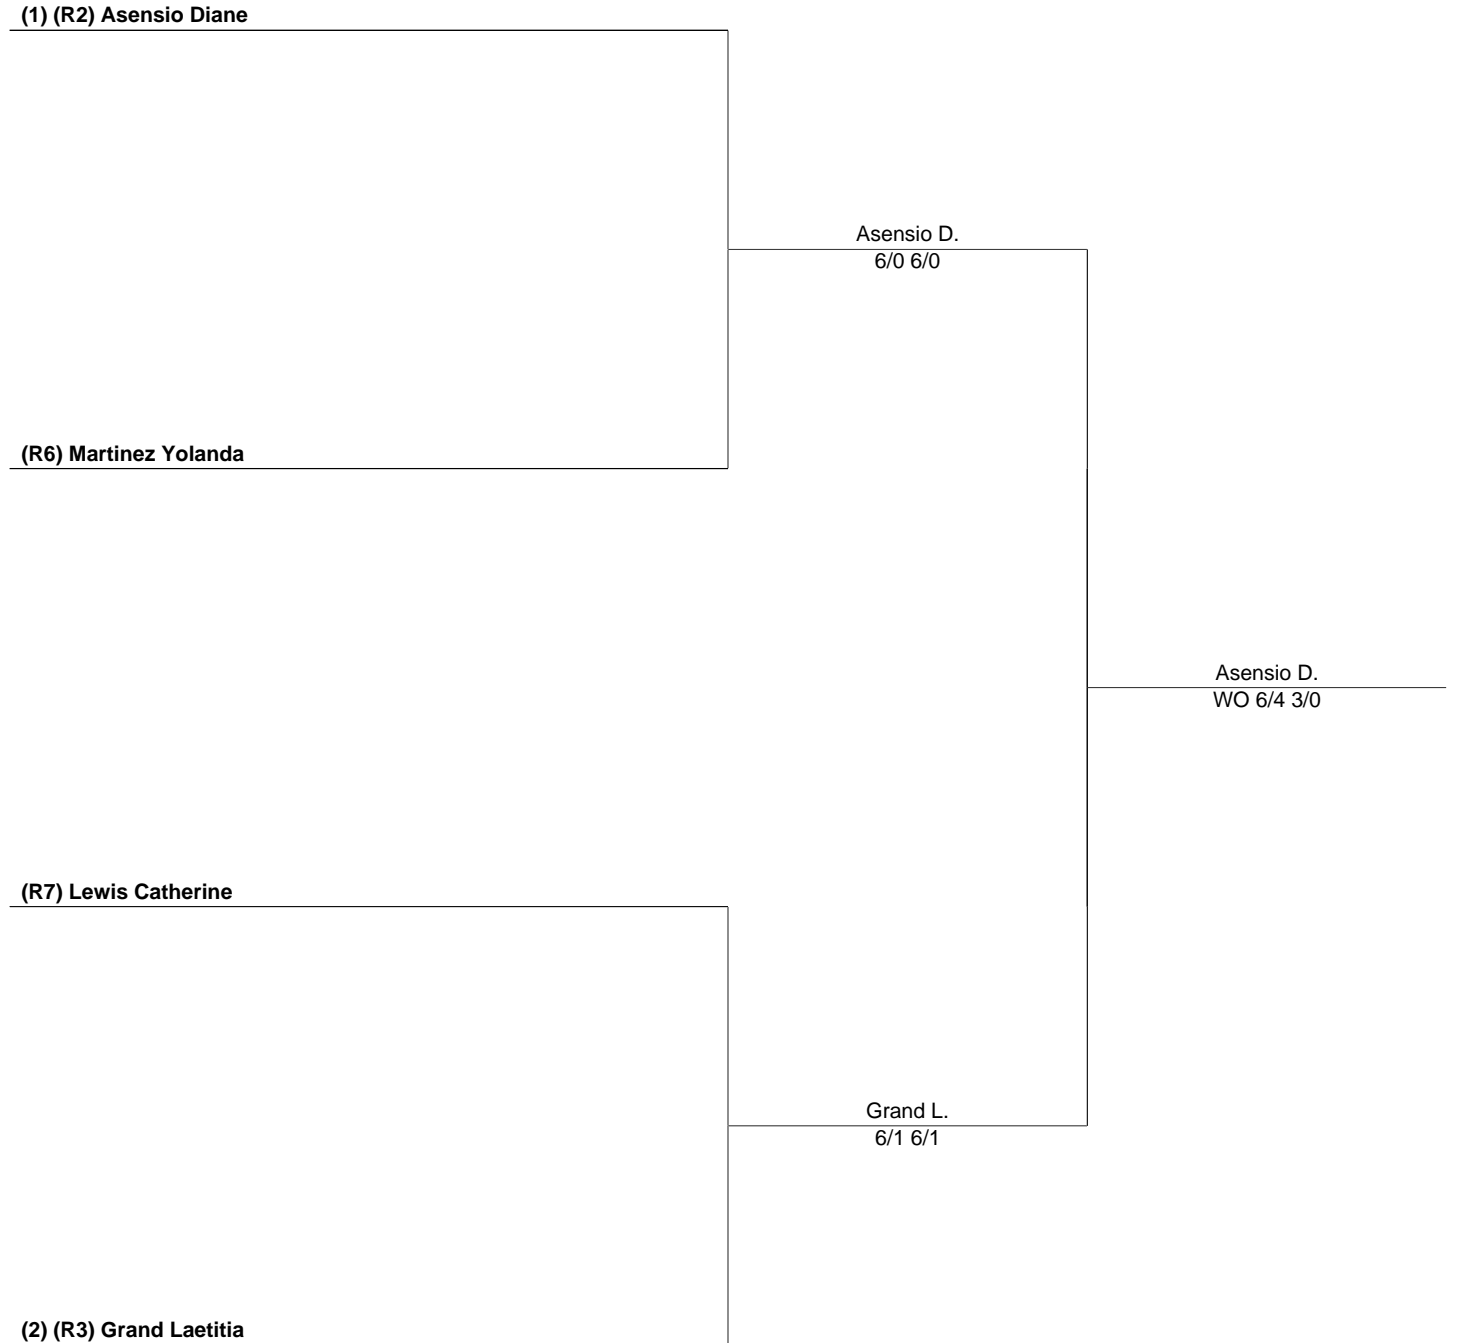 (1) (R2) Asensio Diane
Asensio D.
6/0 6/0
(R6) Martinez Yolanda
Asensio D.
WO 6/4 3/0
(R7) Lewis Catherine
Grand L.
6/1 6/1
(2) (R3) Grand Laetitia